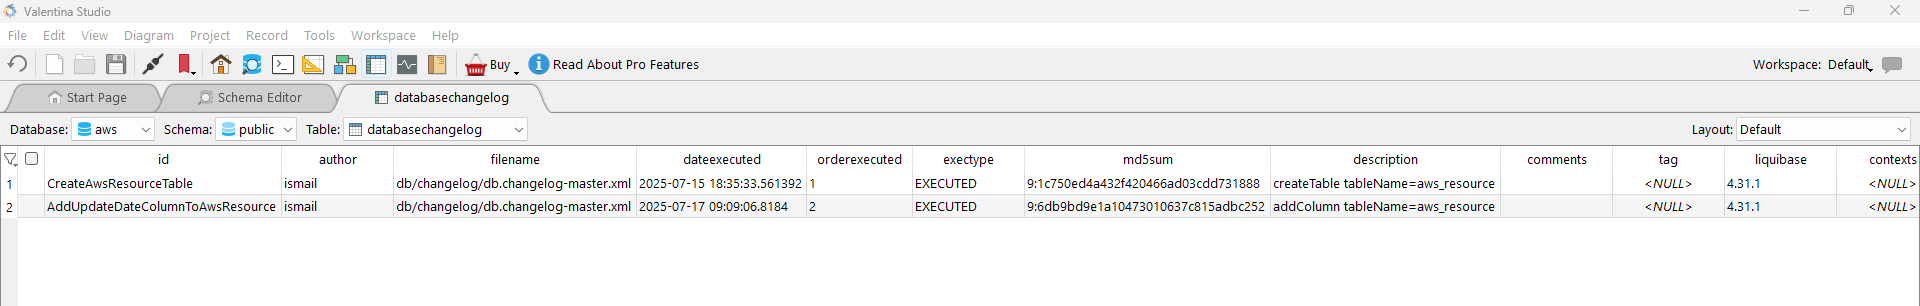 Valentina Studio
File Edit View Diagram Project Record Tools Workspace Help
Buy Read About Pro Features Workspace: Default
Start Page Schema Editor databasechangelog
Database: aws Schema: public Table: databasechangelog Layout: Default
id author filename dateexecuted orderexecuted exectype md5sum description comments tag liquibase contexts
1 CreateAwsResourceTable ismail db/changelog/db.changelog-master.xml 2025-07-15 18:35:33.561392 1 EXECUTED 9:1c750ed4a432f420466ad03cdd731888 createTable tableName=aws_resource <NULL> 4.31.1 <NULL>
2 AddUpdateDateColumnToAwsResource ismail db/changelog/db.changelog-master.xml 2025-07-17 09:09:06.8184 2 EXECUTED 9:6db9bd9e1a10473010637c815adbc252 addColumn tableName=aws_resource <NULL> 4.31.1 <NULL>